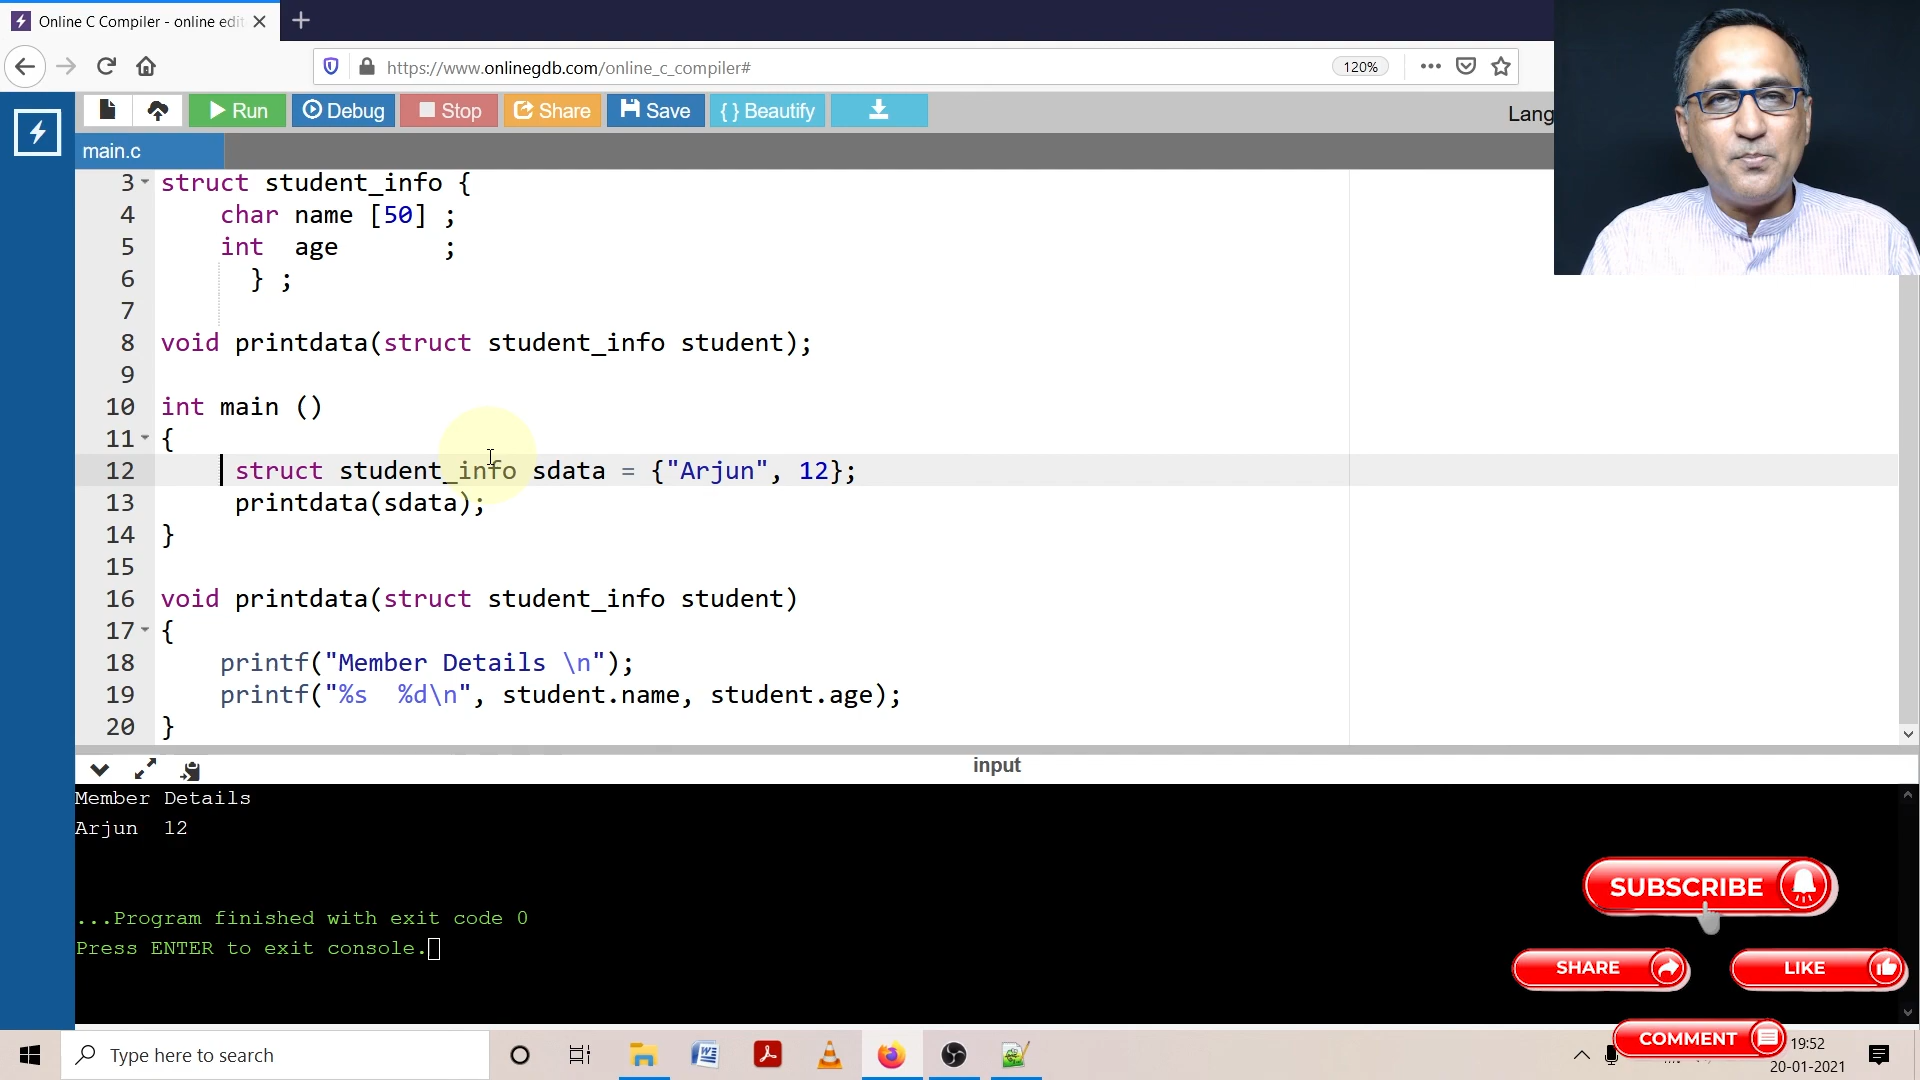 Online C Compiler - online edit
https://www.onlinegdb.com/online_c_compiler#
120%
Run
Debug
Stop
Share
Save
{ } Beautify
Lang
main.c
3 struct student_info {
4 char name [50] ;
5 int age ;
6 } ;
7
8 void printdata(struct student_info student);
9
10 int main ()
11 {
12 struct student_info sdata = {"Arjun", 12};
13 printdata(sdata);
14 }
15
16 void printdata(struct student_info student)
17 {
18 printf("Member Details \n");
19 printf("%s  %d\n", student.name, student.age);
20 }
input
Member Details
Arjun  12
...Program finished with exit code 0
Press ENTER to exit console.
SUBSCRIBE
SHARE
LIKE
COMMENT
Type here to search
19:52
20-01-2021